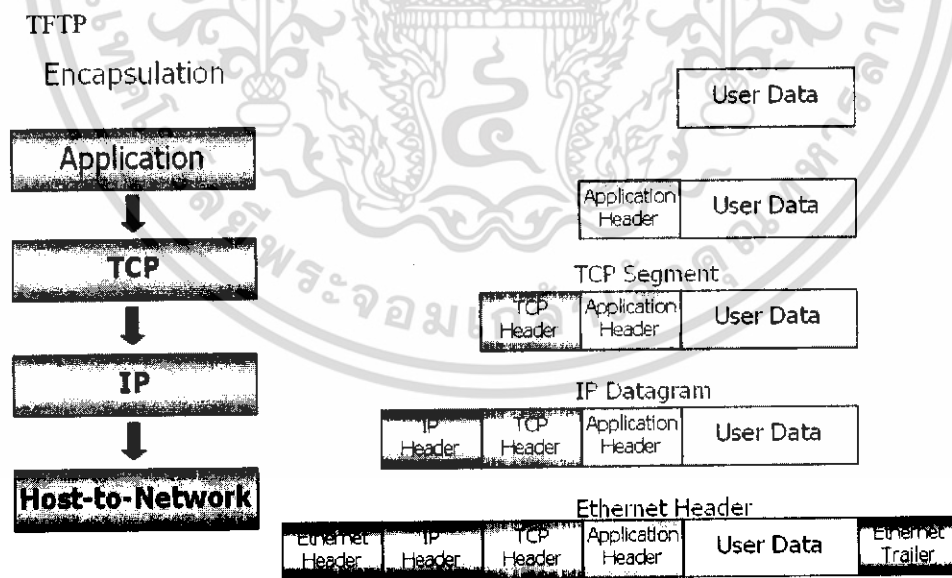 TFTP
Encapsulation
Application
TCP
IP
Host-to-Network
User Data
Application Header
User Data
TCP Segment
TCP Header
Application Header
User Data
IP Datagram
IP Header
TCP Header
Application Header
User Data
Ethernet Header
Ethernet Header
IP Header
TCP Header
Application Header
User Data
Ethernet Trailer